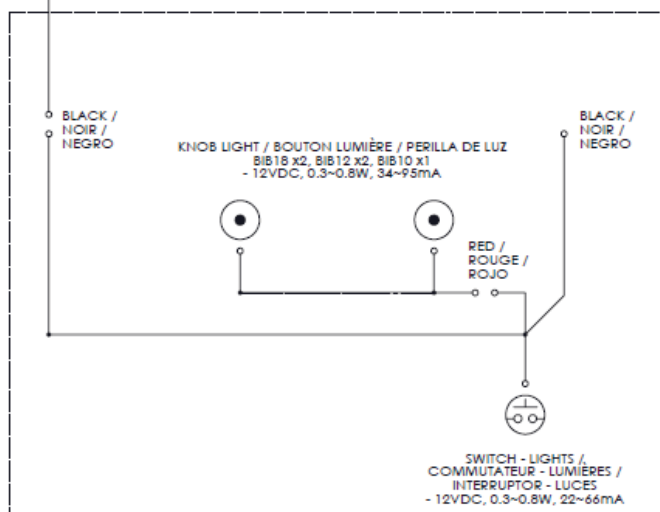 BLACK /
NOIR /
NEGRO
KNOB LIGHT / BOUTON LUMIÈRE / PERILLA DE LUZ
BIB18 x2, BIB12 x2, BIB10 x1
- 12VDC, 0.3~0.8W, 34~95mA
BLACK /
NOIR /
NEGRO
RED /
ROUGE /
ROJO
SWITCH - LIGHTS /
COMMUTATEUR - LUMIÈRES /
INTERRUPTOR - LUCES
- 12VDC, 0.3~0.8W, 22~66mA